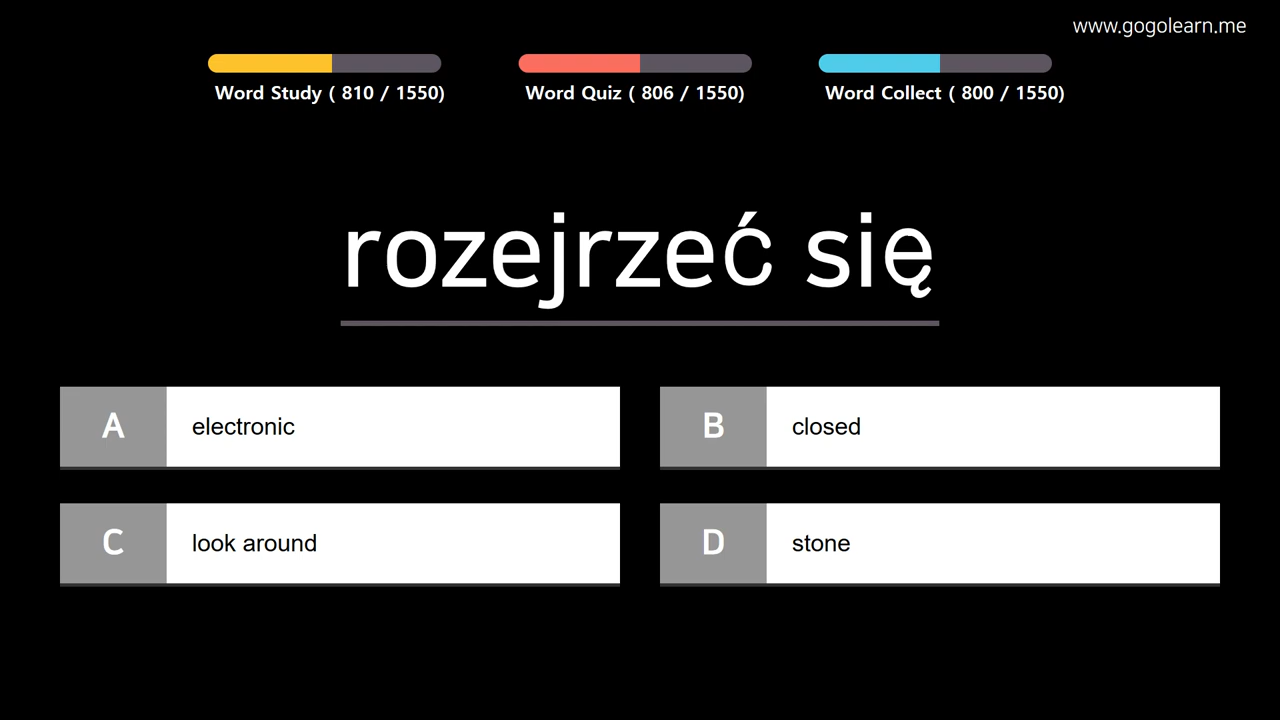 www.gogolearn.me
Word Study ( 810 / 1550)
Word Quiz ( 806 / 1550)
Word Collect ( 800 / 1550)
rozejrzeć się
A electronic
B closed
C look around
D stone